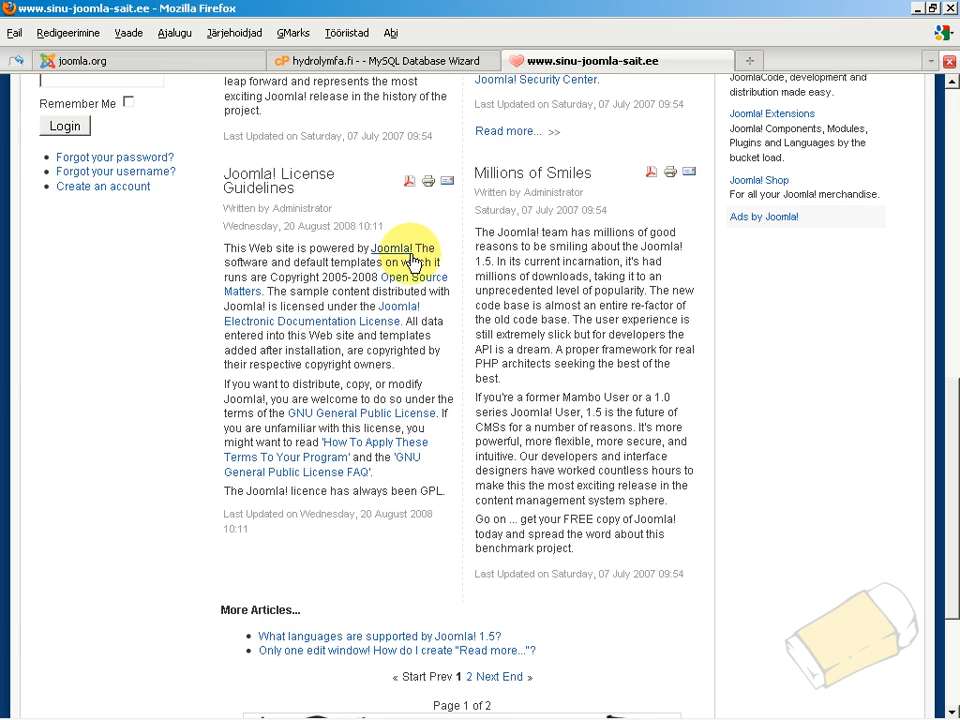 www.sinu-joomla-sait.ee - Mozilla Firefox
Fail Redigeerimine Vaade Ajalugu Järjehoidjad GMarks Tööriistad Abi
joomla.org
hydrolymfa.fi - - MySQL Database Wizard
www.sinu-joomla-sait.ee
Remember Me
Login
Forgot your password?
Forgot your username?
Create an account
leap forward and represents the most
exciting Joomla! release in the history of the
project.
Last Updated on Saturday, 07 July 2007 09:54
Joomla! License
Guidelines
Written by Administrator
Wednesday, 20 August 2008 10:11
This Web site is powered by Joomla! The
software and default templates on which it
runs are Copyright 2005-2008 Open Source
Matters. The sample content distributed with
Joomla! is licensed under the Joomla!
Electronic Documentation License. All data
entered into this Web site and templates
added after installation, are copyrighted by
their respective copyright owners.
If you want to distribute, copy, or modify
Joomla!, you are welcome to do so under the
terms of the GNU General Public License. If
you are unfamiliar with this license, you
might want to read 'How To Apply These
Terms To Your Program' and the 'GNU
General Public License FAQ'.
The Joomla! licence has always been GPL.
Last Updated on Wednesday, 20 August 2008
10:11
Joomla! Security Center.
Last Updated on Saturday, 07 July 2007 09:54
Read more... >>
Millions of Smiles
Written by Administrator
Saturday, 07 July 2007 09:54
The Joomla! team has millions of good
reasons to be smiling about the Joomla!
1.5. In its current incarnation, it's had
millions of downloads, taking it to an
unprecedented level of popularity. The new
code base is almost an entire re-factor of
the old code base. The user experience is
still extremely slick but for developers the
API is a dream. A proper framework for real
PHP architects seeking the best of the
best.
If you're a former Mambo User or a 1.0
series Joomla! User, 1.5 is the future of
CMSs for a number of reasons. It's more
powerful, more flexible, more secure, and
intuitive. Our developers and interface
designers have worked countless hours to
make this the most exciting release in the
content management system sphere.
Go on ... get your FREE copy of Joomla!
today and spread the word about this
benchmark project.
Last Updated on Saturday, 07 July 2007 09:54
More Articles...
What languages are supported by Joomla! 1.5?
Only one edit window! How do I create "Read more..."?
« Start Prev 1 2 Next End »
Page 1 of 2
JoomlaCode, development and
distribution made easy.
Joomla! Extensions
Joomla! Components, Modules,
Plugins and Languages by the
bucket load.
Joomla! Shop
For all your Joomla! merchandise.
Ads by Joomla!